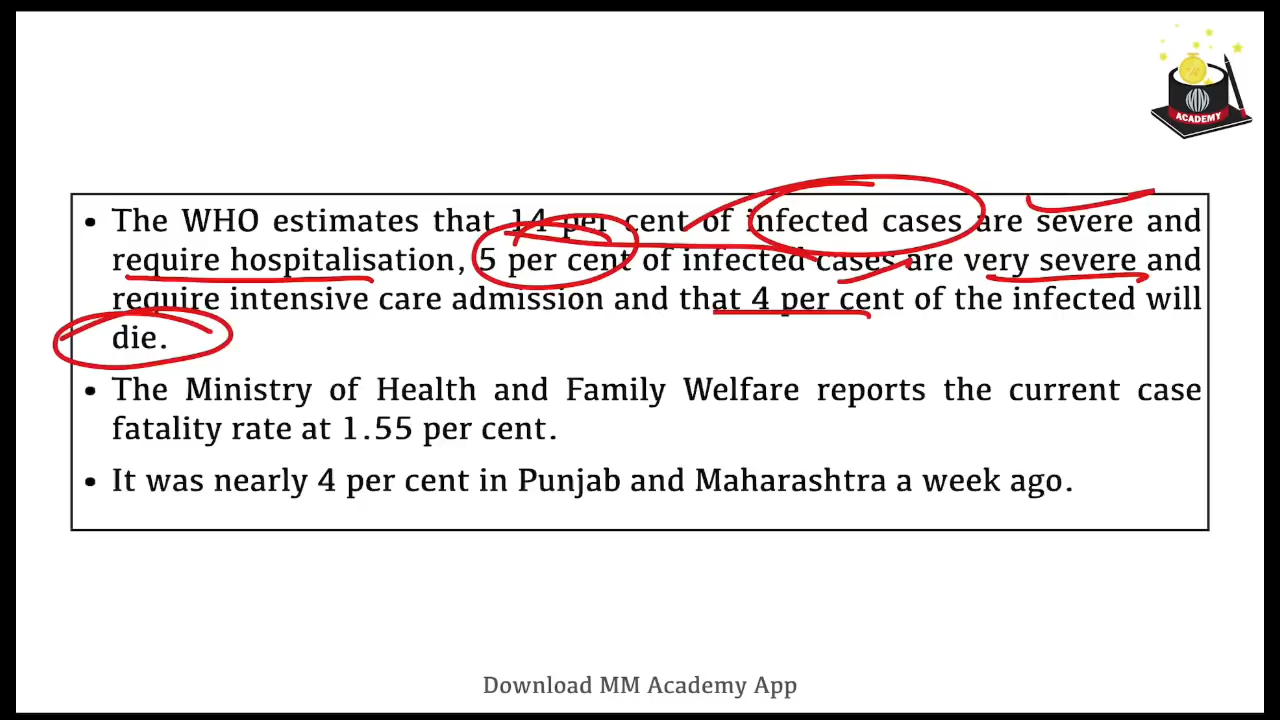 ACADEMY
• The WHO estimates that 14 per cent of infected cases are severe and
require hospitalisation, 5 per cent of infected cases are very severe and
require intensive care admission and that 4 per cent of the infected will
die.
• The Ministry of Health and Family Welfare reports the current case
fatality rate at 1.55 per cent.
• It was nearly 4 per cent in Punjab and Maharashtra a week ago.
Download MM Academy App